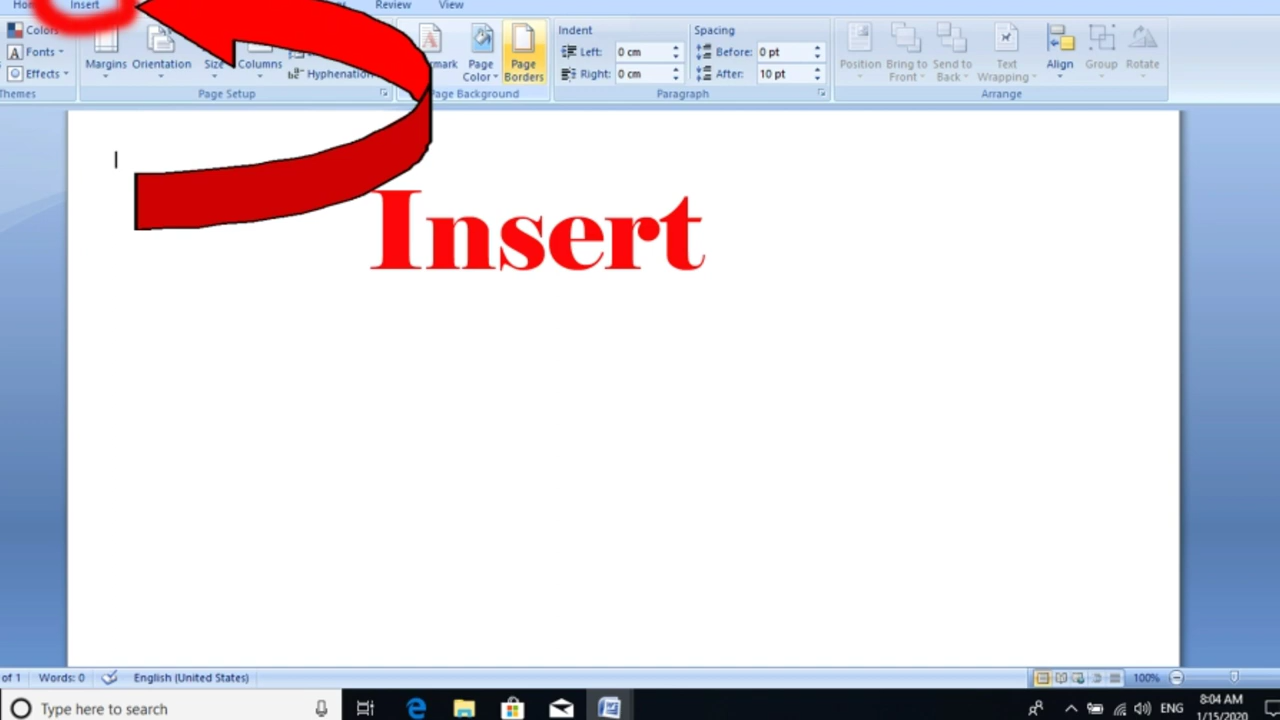 Insert Review View
Colors
Fonts
Effects
Themes
Margins Orientation Size Columns
Hyphenation
Page Setup
Page Color
Page Borders
Page Background
Indent
Left: 0 cm
Right: 0 cm
Spacing
Before: 0 pt
After: 10 pt
Paragraph
Position Bring to Front Send to Back Text Wrapping Align Group Rotate
Arrange
Insert
of 1 Words: 0 English (United States) 100%
Type here to search ENG 8:04 AM
1/15/2020